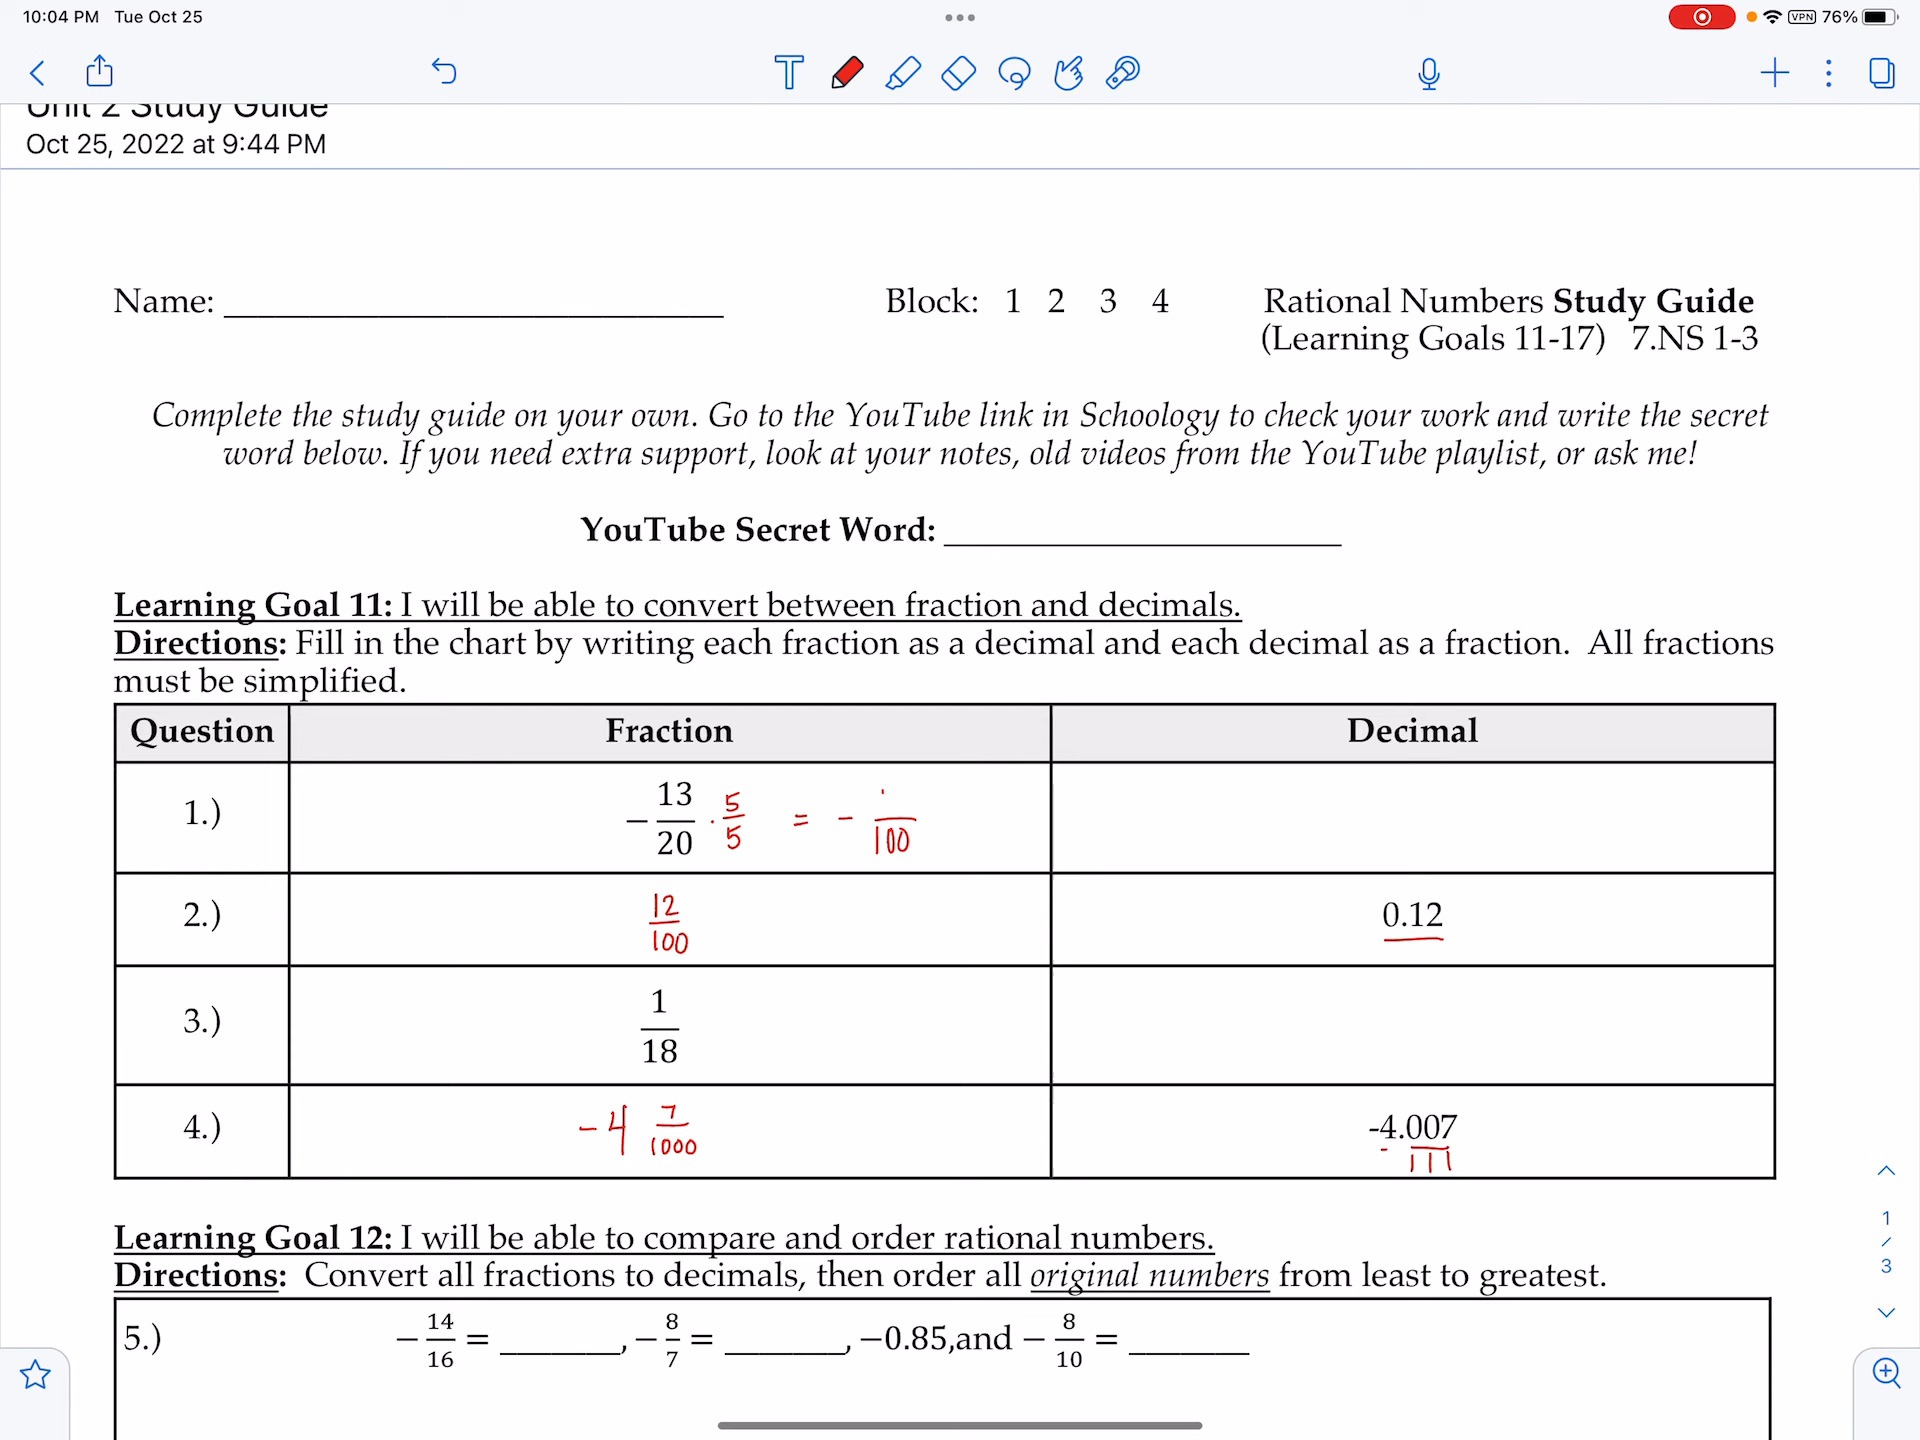 10:04 PM Tue Oct 25
VPN 76%
Unit 2 Study Guide
Oct 25, 2022 at 9:44 PM
Name: ____________ Block: 1 2 3 4 Rational Numbers Study Guide
(Learning Goals 11-17) 7.NS 1-3
Complete the study guide on your own. Go to the YouTube link in Schoology to check your work and write the secret
word below. If you need extra support, look at your notes, old videos from the YouTube playlist, or ask me!
YouTube Secret Word: ____________
Learning Goal 11: I will be able to convert between fraction and decimals.
Directions: Fill in the chart by writing each fraction as a decimal and each decimal as a fraction. All fractions
must be simplified.
Question Fraction Decimal
1.) -13/20 · 5/5 = - /100
2.) 12/100 0.12
3.) 1/18
4.) -4 7/1000 -4.007
Learning Goal 12: I will be able to compare and order rational numbers.
Directions: Convert all fractions to decimals, then order all original numbers from least to greatest.
5.) −14/16 = ______, −8/7 = ______, −0.85,and −8/10 = ______
1
/
3